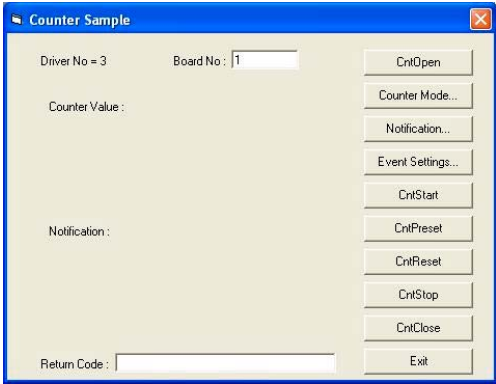 Counter Sample
Driver No = 3 Board No : 1 CntOpen
Counter Value : Counter Mode...
Notification...
Event Settings...
CntStart
Notification : CntPreset
CntReset
CntStop
CntClose
Return Code : Exit